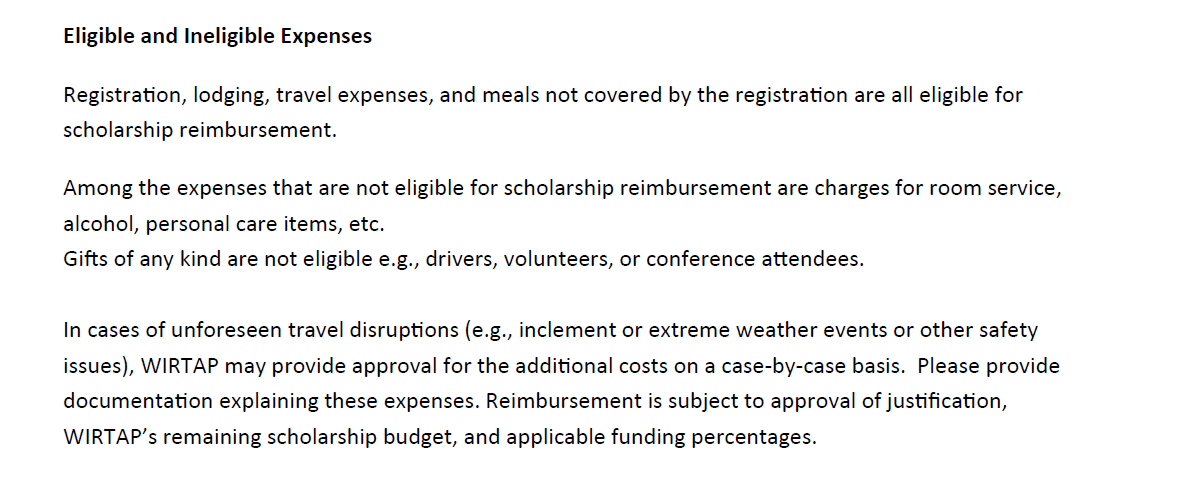 Eligible and Ineligible Expenses
Registration, lodging, travel expenses, and meals not covered by the registration are all eligible for
scholarship reimbursement.
Among the expenses that are not eligible for scholarship reimbursement are charges for room service,
alcohol, personal care items, etc.
Gifts of any kind are not eligible e.g., drivers, volunteers, or conference attendees.
In cases of unforeseen travel disruptions (e.g., inclement or extreme weather events or other safety
issues), WIRTAP may provide approval for the additional costs on a case-by-case basis.  Please provide
documentation explaining these expenses. Reimbursement is subject to approval of justification,
WIRTAP’s remaining scholarship budget, and applicable funding percentages.